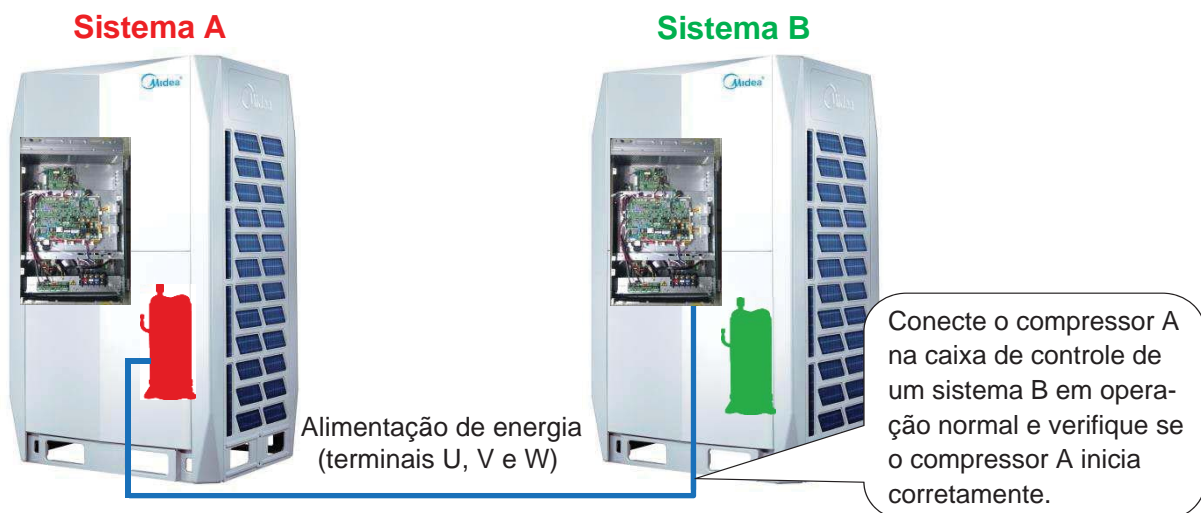 Sistema A
Sistema B
Midea
Midea
Midea
Alimentação de energia
(terminais U, V e W)
Conecte o compressor A
na caixa de controle de
um sistema B em opera-
ção normal e verifique se
o compressor A inicia
corretamente.